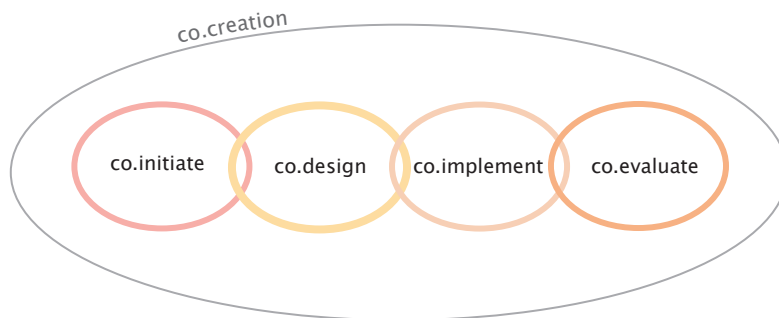 co.creation
co.initiate
co.design
co.implement
co.evaluate